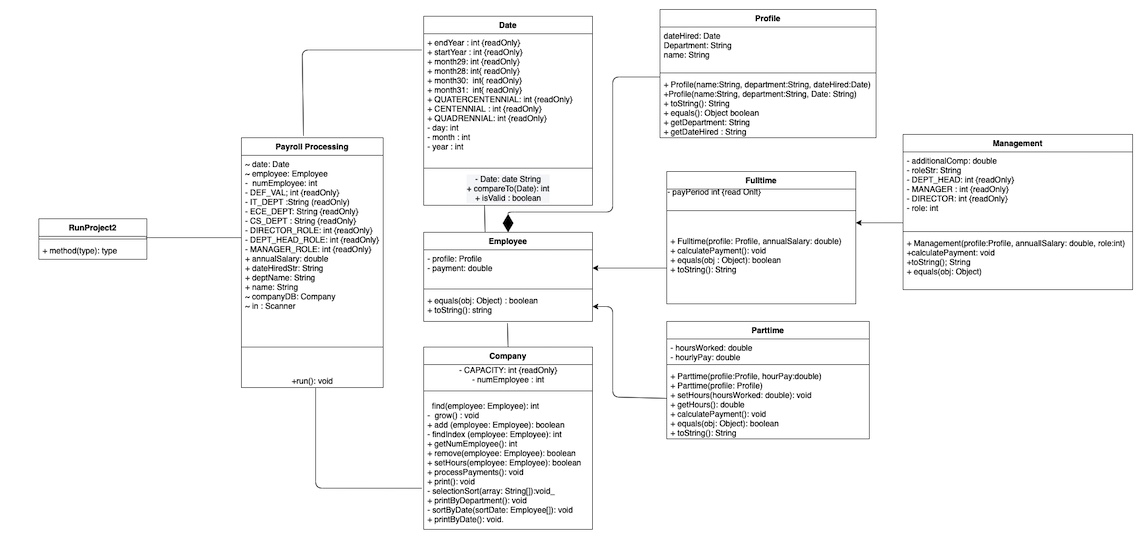 RunProject2
+ method(type): type
Payroll Processing
~ date: Date
~ employee: Employee
- numEmployee: int
- DEF_VAL; int {readOnly}
- IT_DEPT :String {readOnly}
- ECE_DEPT: String {readOnly}
- CS_DEPT : String {readOnly}
- DIRECTOR_ROLE: int {readOnly}
- DEPT_HEAD_ROLE: int {readOnly}
- MANAGER_ROLE: int {readOnly}
+ annualSalary: double
+ dateHiredStr: String
+ deptName: String
+ name: String
~ companyDB: Company
~ in : Scanner
+run(): void
Date
+ endYear : int {readOnly}
+ startYear : int {readOnly}
+ month29: int {readOnly}
+ month28: int{ readOnly}
+ month30: int{ readOnly}
+ month31: int{ readOnly}
+ QUATERCENTENNIAL: int {readOnly}
+ CENTENNIAL : int {readOnly}
+ QUADRENNIAL: int {readOnly}
- day: int
- month : int
- year : int
- Date: date String
+ compareTo(Date): int
+ isValid : boolean
Employee
- profile: Profile
- payment: double
+ equals(obj: Object) : boolean
+ toString(): string
Company
- CAPACITY: int {readOnly}
- numEmployee : int
find(employee: Employee): int
- grow() : void
+ add (employee: Employee): boolean
- findIndex (employee: Employee): int
+ getNumEmployee(): int
+ remove(employee: Employee): boolean
+ setHours(employee: Employee): boolean
+ processPayments(): void
+ print(): void
- selectionSort(array: String[]):void_
+ printByDepartment(): void
- sortByDate(sortDate: Employee[]): void
+ printByDate(): void.
Profile
dateHired: Date
Department: String
name: String
+ Profile(name:String, department:String, dateHired:Date)
+Profile(name:String, department:String, Date: String)
+ toString(): String
+ equals(): Object boolean
+ getDepartment: String
+ getDateHired : String
Fulltime
- payPeriod int {read Onlt}
+ Fulltime(profile: Profile, annualSalary: double)
+ calculatePayment(): void
+ equals(obj : Object): boolean
+ toString(): String
Parttime
- hoursWorked: double
- hourlyPay: double
+ Parttime(profile:Profile, hourPay:double)
+ Parttime(profile: Profile)
+ setHours(hoursWorked: double): void
+ getHours(): double
+ calculatePayment(): void
+ equals(obj: Object): boolean
+ toString(): String
Management
- additionalComp: double
- roleStr: String
- DEPT_HEAD: int {readOnly}
- MANAGER : int {readOnly}
- DIRECTOR: int {readOnly}
- role: int
+ Management(profile:Profile, annuallSalary: double, role:int)
+calculatePayment: void
+toString(); String
+ equals(obj: Object)